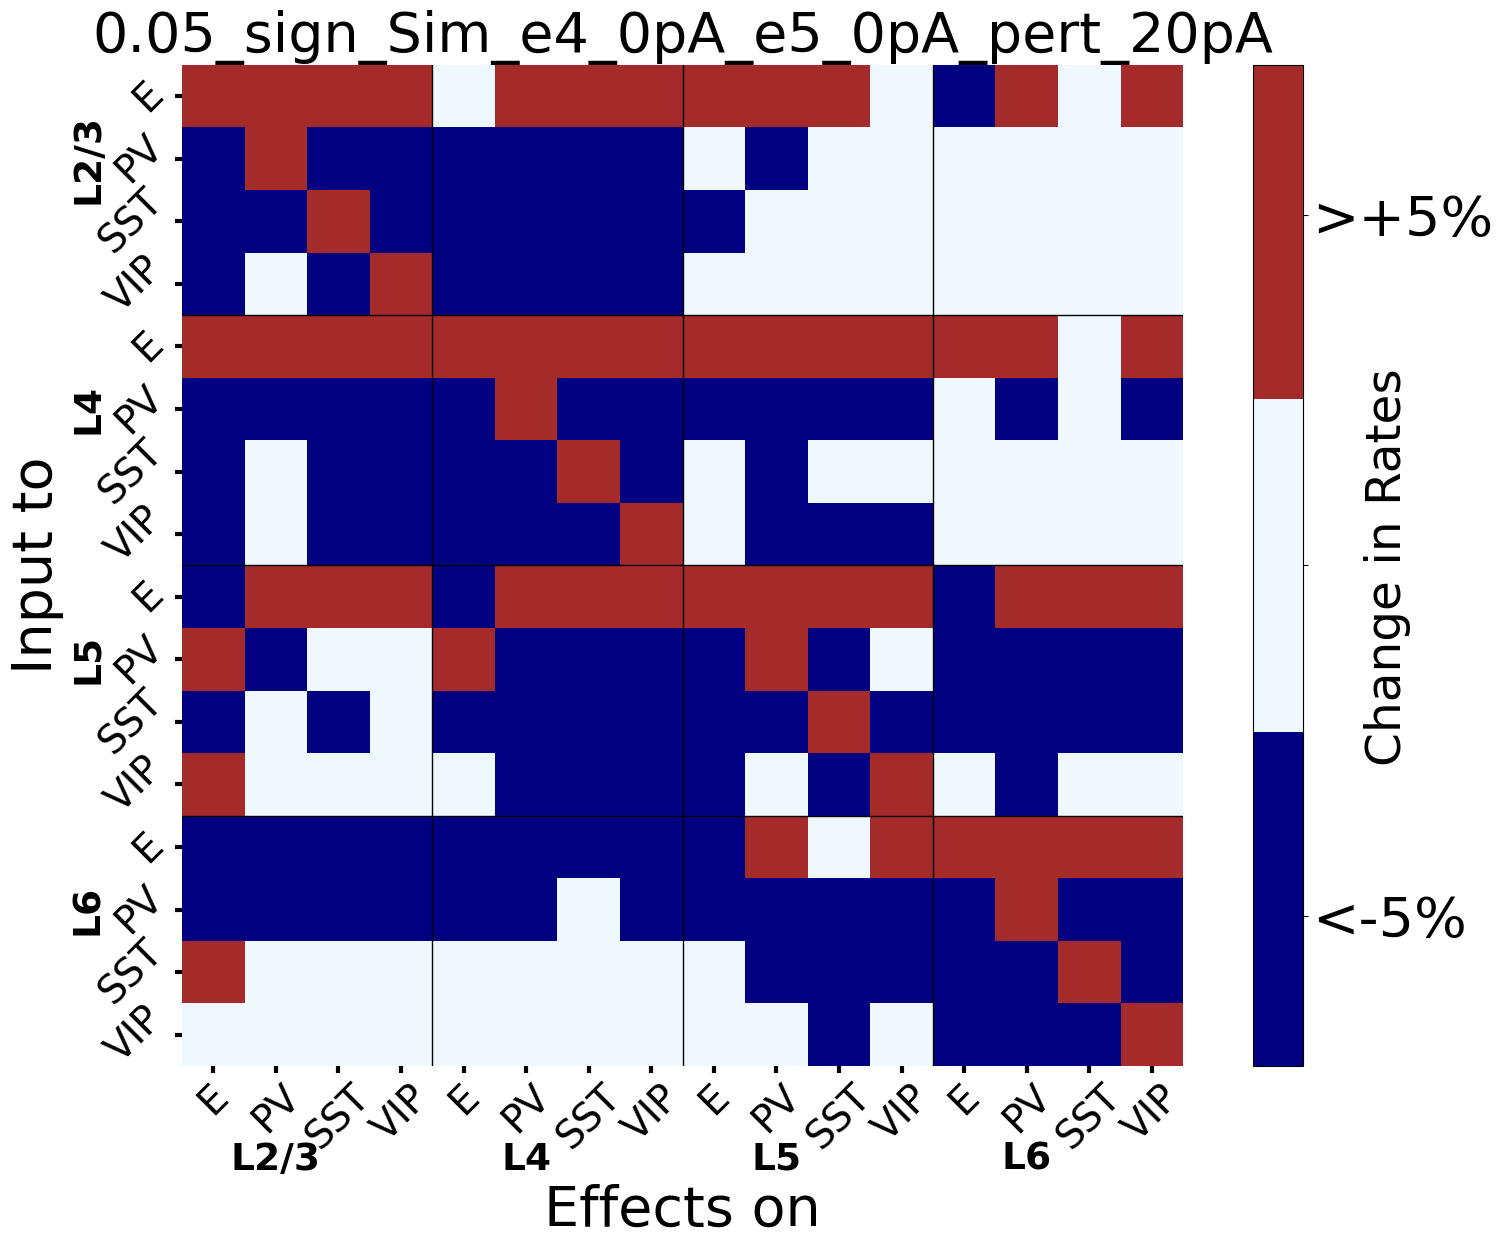 0.05_sign_Sim_e4_0pA_e5_0pA_pert_20pA
Input to
L2/3
E
PV
SST
VIP
L4
E
PV
SST
VIP
L5
E
PV
SST
VIP
L6
E
PV
SST
VIP
E PV SST VIP E PV SST VIP E PV SST VIP E PV SST VIP
L2/3 L4 L5 L6
Effects on
>+5%
<-5%
Change in Rates